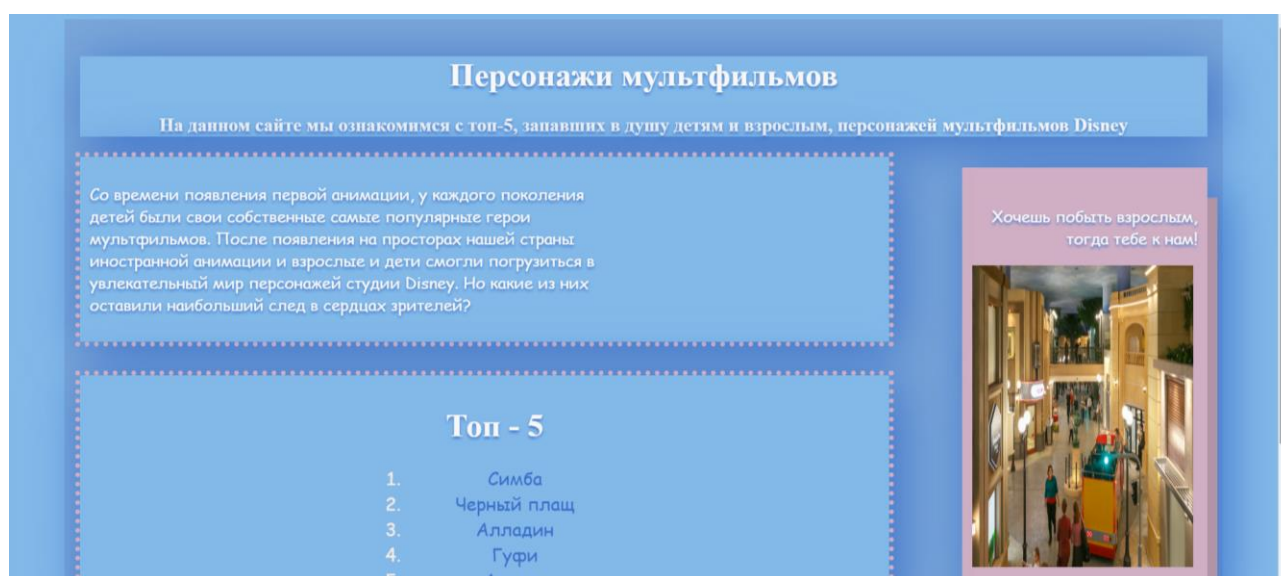 Персонажи мультфильмов
На данном сайте мы ознакомимся с топ-5, запавших в душу детям и взрослым, персонажей мультфильмов Disney
Со времени появления первой анимации, у каждого поколения
детей были свои собственные самые популярные герои
мультфильмов. После появления на просторах нашей страны
иностранной анимации и взрослые и дети смогли погрузиться в
увлекательный мир персонажей студии Disney. Но какие из них
оставили наибольший след в сердцах зрителей?
Хочешь побыть взрослым,
тогда тебе к нам!
Топ - 5
1. Симба
2. Черный плащ
3. Алладин
4. Гуфи